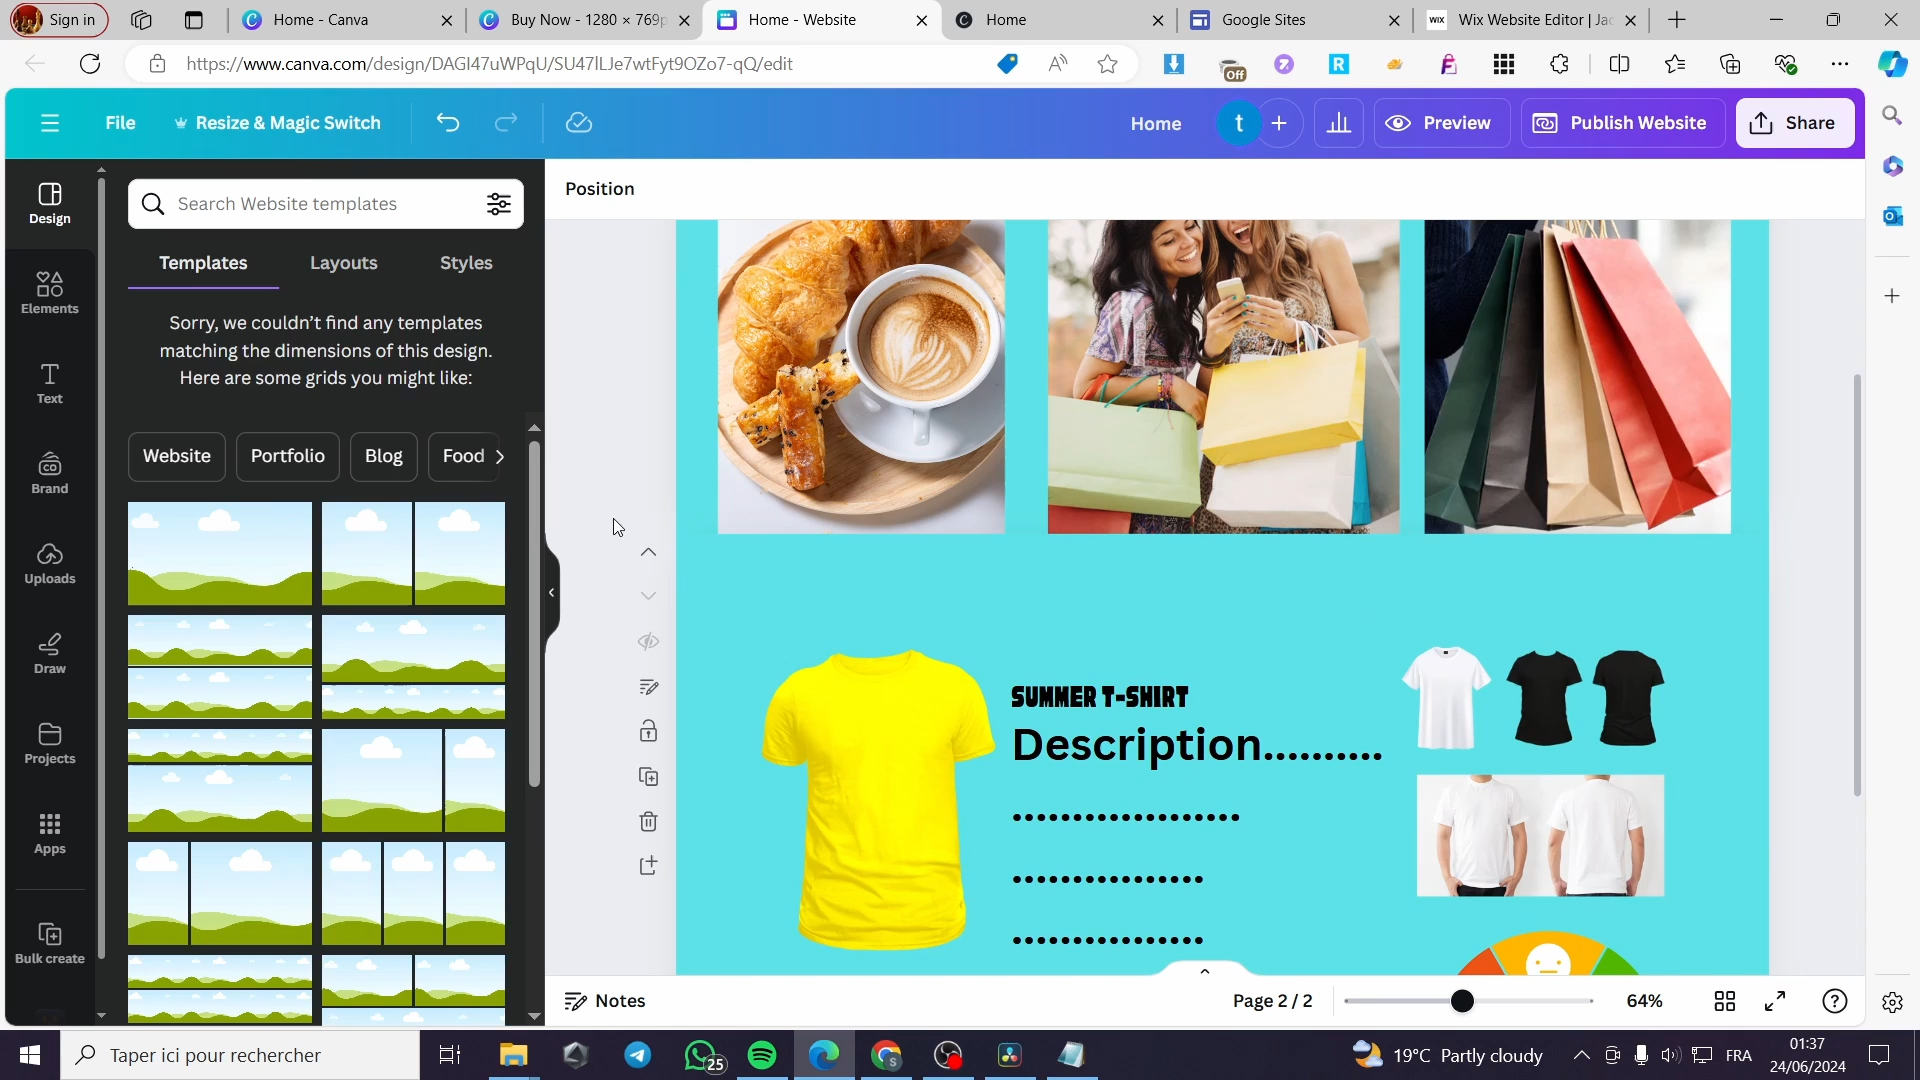 Sign in
Home - Canva
Buy Now - 1280 × 769p
Home - Website
Home
Google Sites
WIX
Wix Website Editor | Jac
https://www.canva.com/design/DAGI47uWPqU/SU47lLJe7wtFyt9OZo7-qQ/edit
Off
File
Resize & Magic Switch
Home
t
Preview
Publish Website
Share
Design
Elements
Text
Brand
Uploads
Draw
Projects
Apps
Bulk create
Search Website templates
Templates
Layouts
Styles
Sorry, we couldn't find any templates
matching the dimensions of this design.
Here are some grids you might like:
Website
Portfolio
Blog
Food
Position
SUMMER T-SHIRT
Description..........
...................
................
................
Notes
Page 2 / 2
64%
Taper ici pour rechercher
25
19°C Partly cloudy
FRA
01:37
24/06/2024